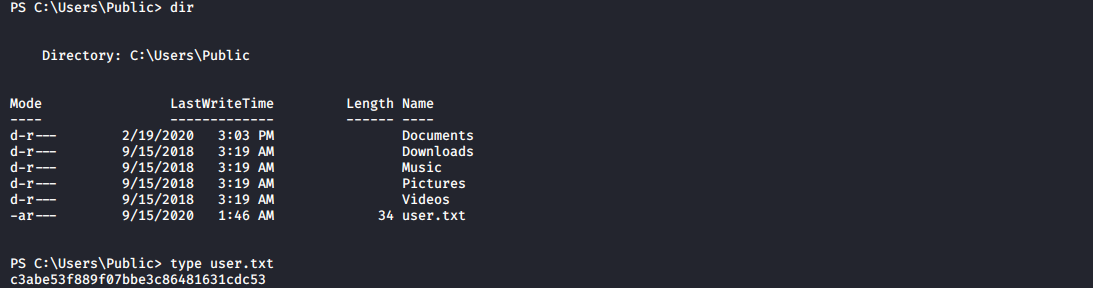 PS C:\Users\Public> dir
Directory: C:\Users\Public
Mode LastWriteTime Length Name
---- ------------- ------ ----
d-r--- 2/19/2020 3:03 PM Documents
d-r--- 9/15/2018 3:19 AM Downloads
d-r--- 9/15/2018 3:19 AM Music
d-r--- 9/15/2018 3:19 AM Pictures
d-r--- 9/15/2018 3:19 AM Videos
-ar--- 9/15/2020 1:46 AM 34 user.txt
PS C:\Users\Public> type user.txt
c3abe53f889f07bbe3c86481631cdc53